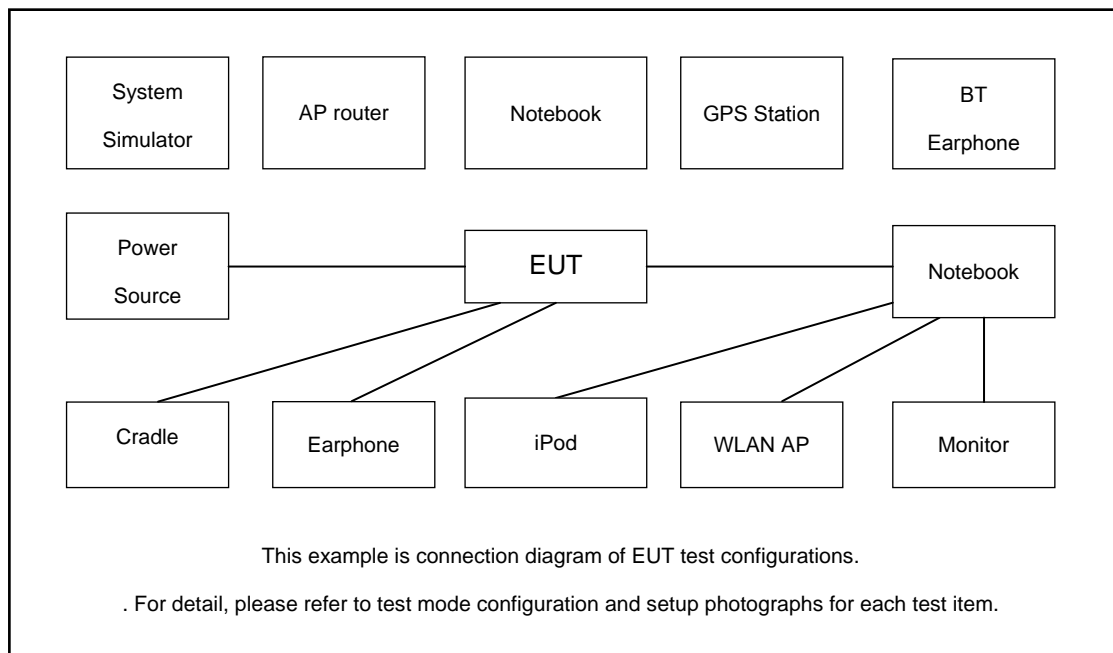 System
Simulator
AP router
Notebook
GPS Station
BT
Earphone
Power
Source
EUT
Notebook
Cradle
Earphone
iPod
WLAN AP
Monitor
This example is connection diagram of EUT test configurations.
. For detail, please refer to test mode configuration and setup photographs for each test item.